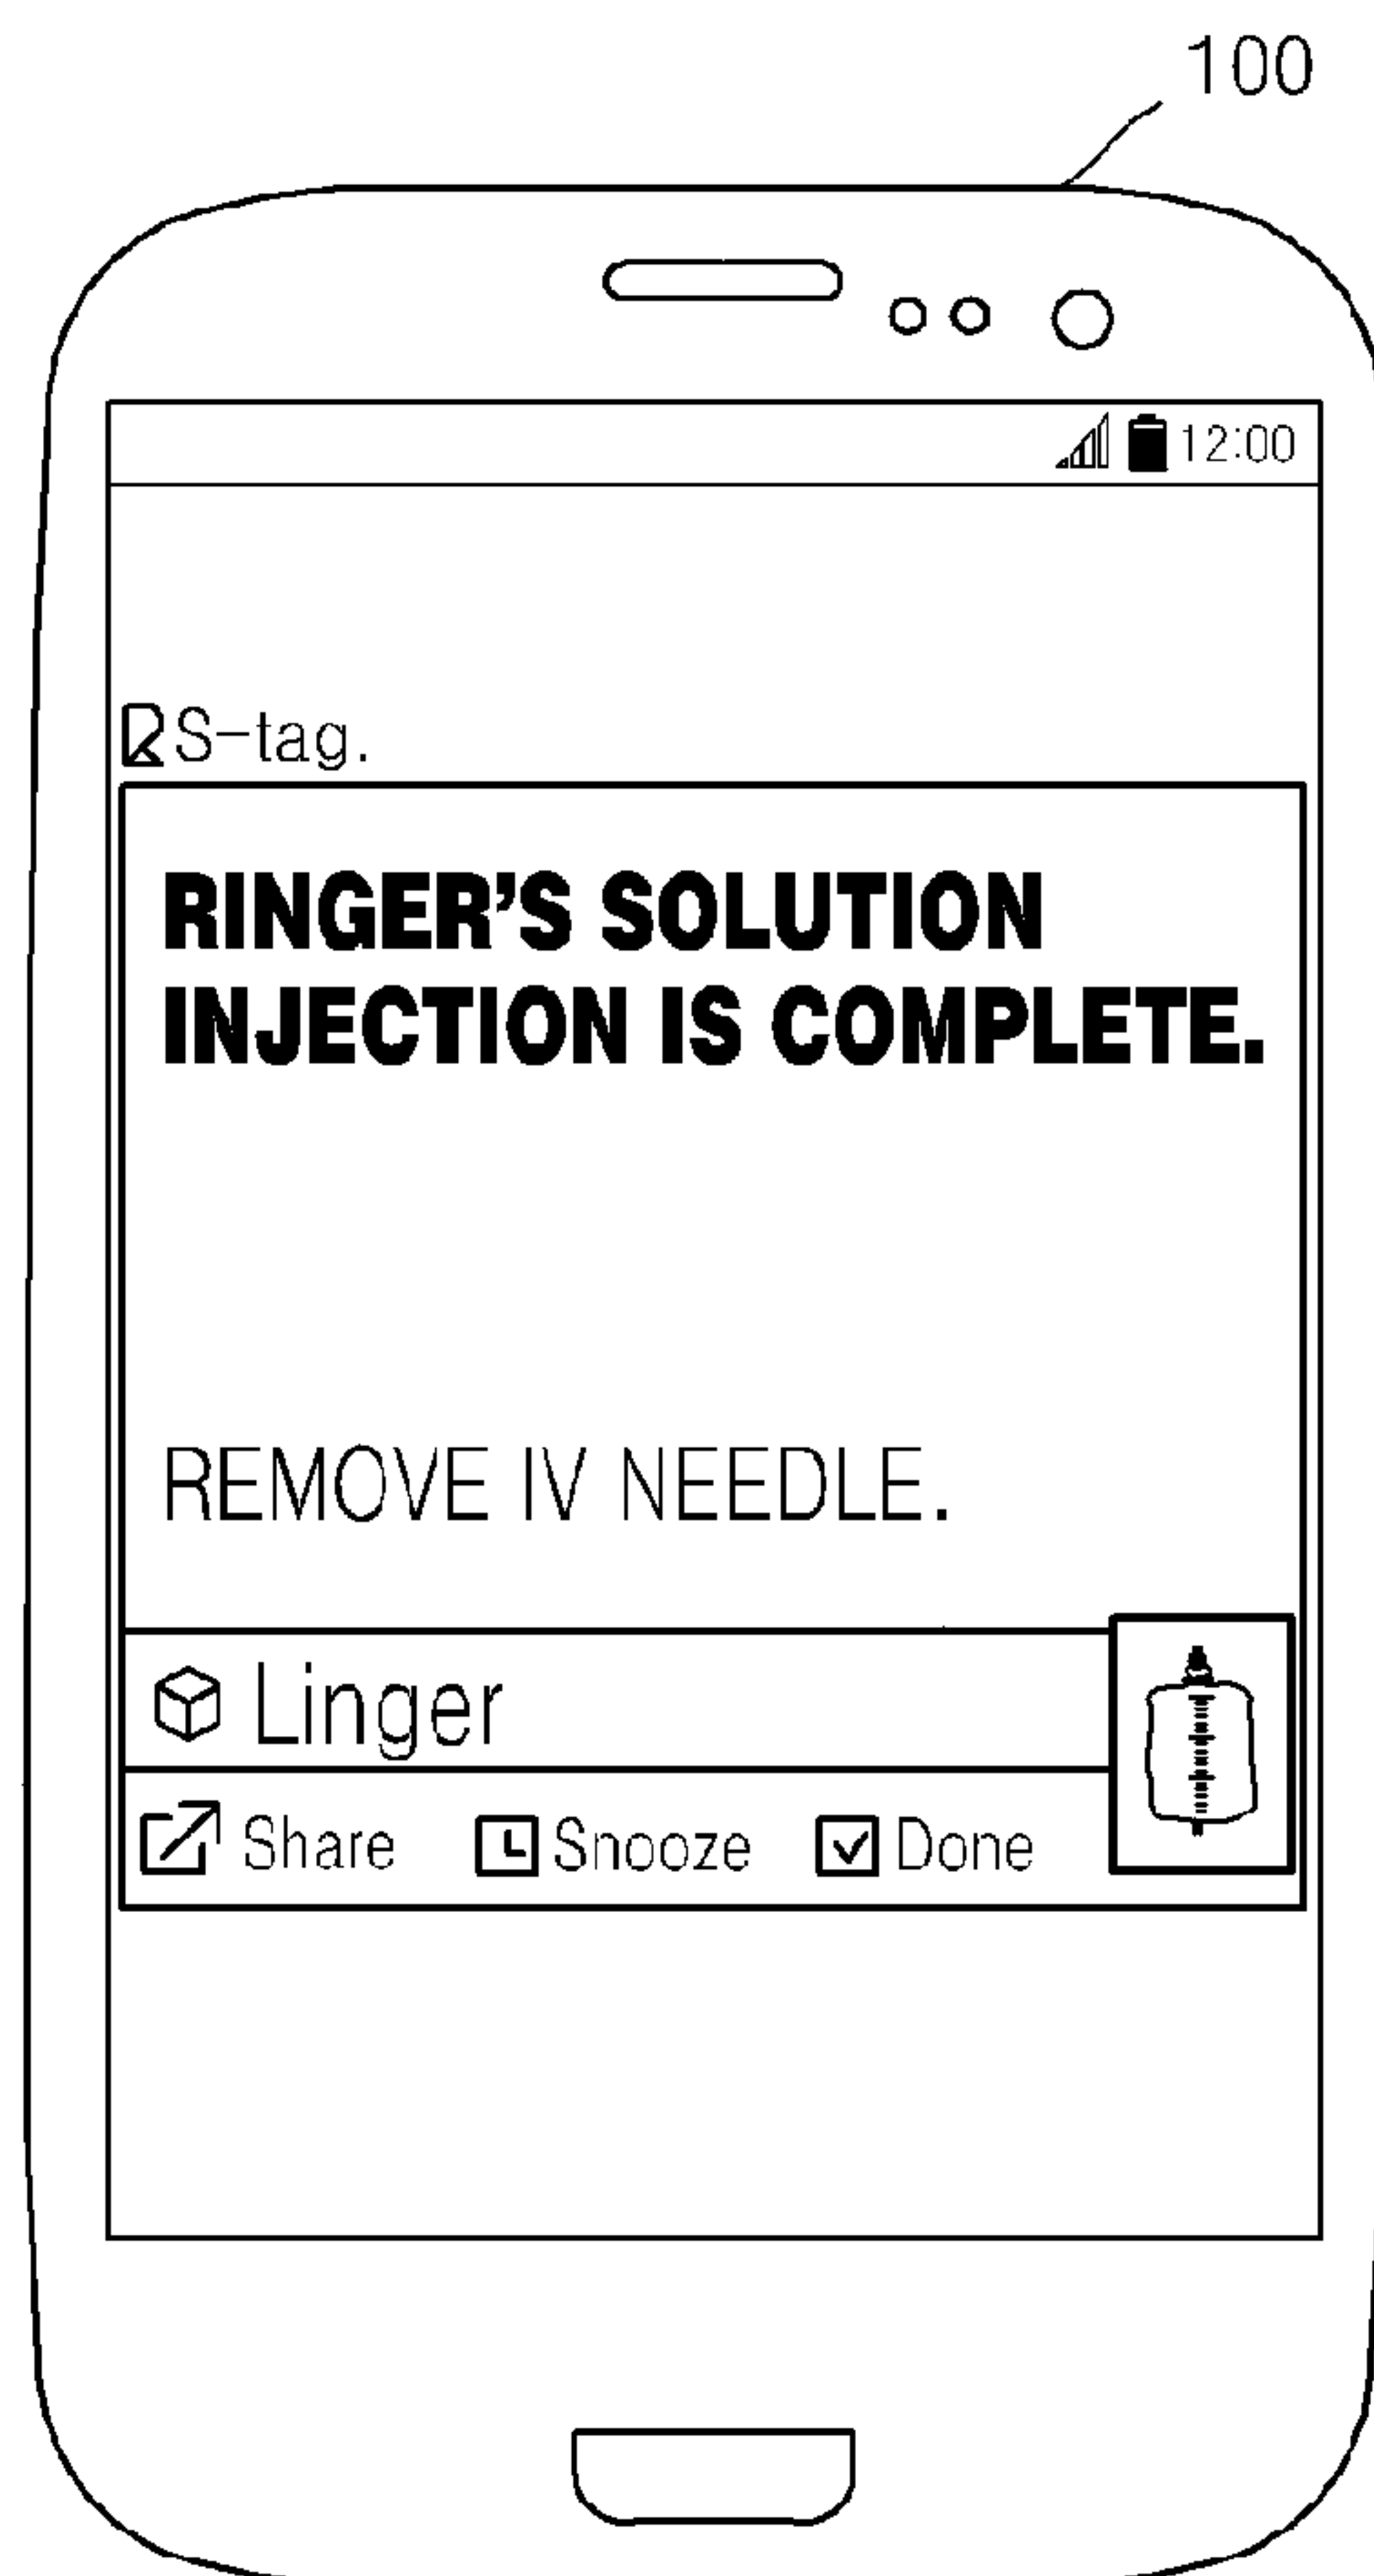 100
12:00
S-tag.
RINGER'S SOLUTION
INJECTION IS COMPLETE.
REMOVE IV NEEDLE.
Linger
Share Snooze Done